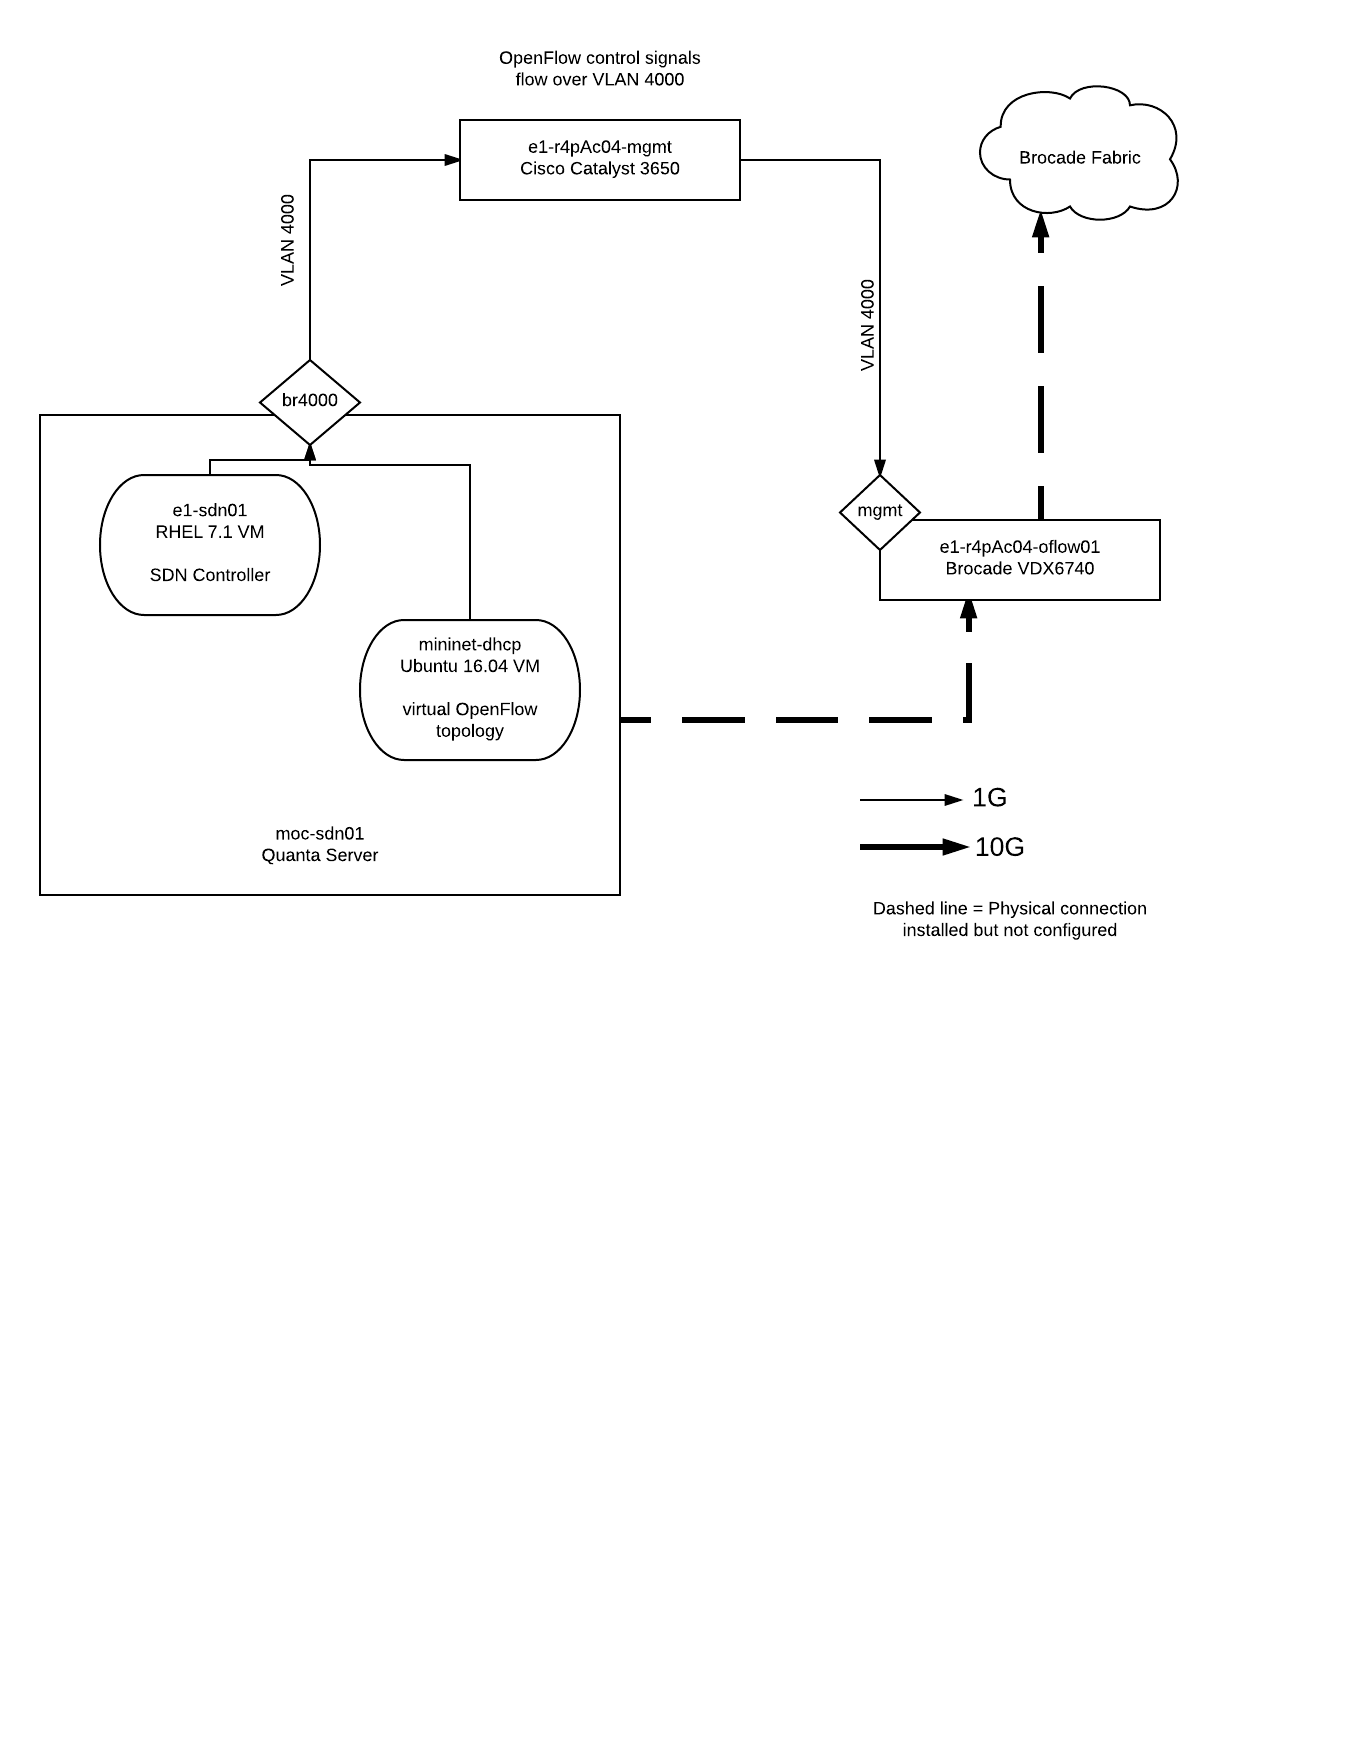 OpenFlow control signals
flow over VLAN 4000
e1-r4pAc04-mgmt
Cisco Catalyst 3650
Brocade Fabric
VLAN 4000
VLAN 4000
br4000
e1-sdn01
RHEL 7.1 VM
SDN Controller
mgmt
e1-r4pAc04-oflow01
Brocade VDX6740
mininet-dhcp
Ubuntu 16.04 VM
virtual OpenFlow
topology
moc-sdn01
Quanta Server
1G
10G
Dashed line = Physical connection
installed but not configured